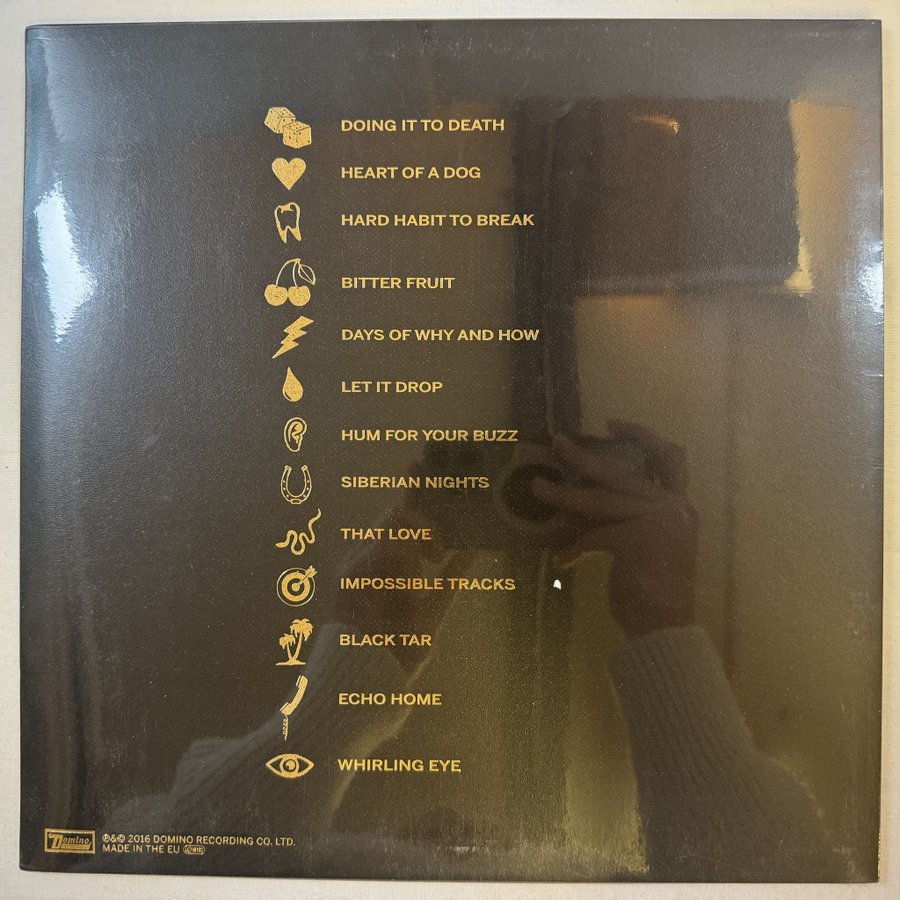 DOING IT TO DEATH
HEART OF A DOG
HARD HABIT TO BREAK
BITTER FRUIT
DAYS OF WHY AND HOW
LET IT DROP
HUM FOR YOUR BUZZ
SIBERIAN NIGHTS
THAT LOVE
IMPOSSIBLE TRACKS
BLACK TAR
ECHO HOME
WHIRLING EYE
Domino
℗&© 2016 DOMINO RECORDING CO. LTD.
MADE IN THE EU